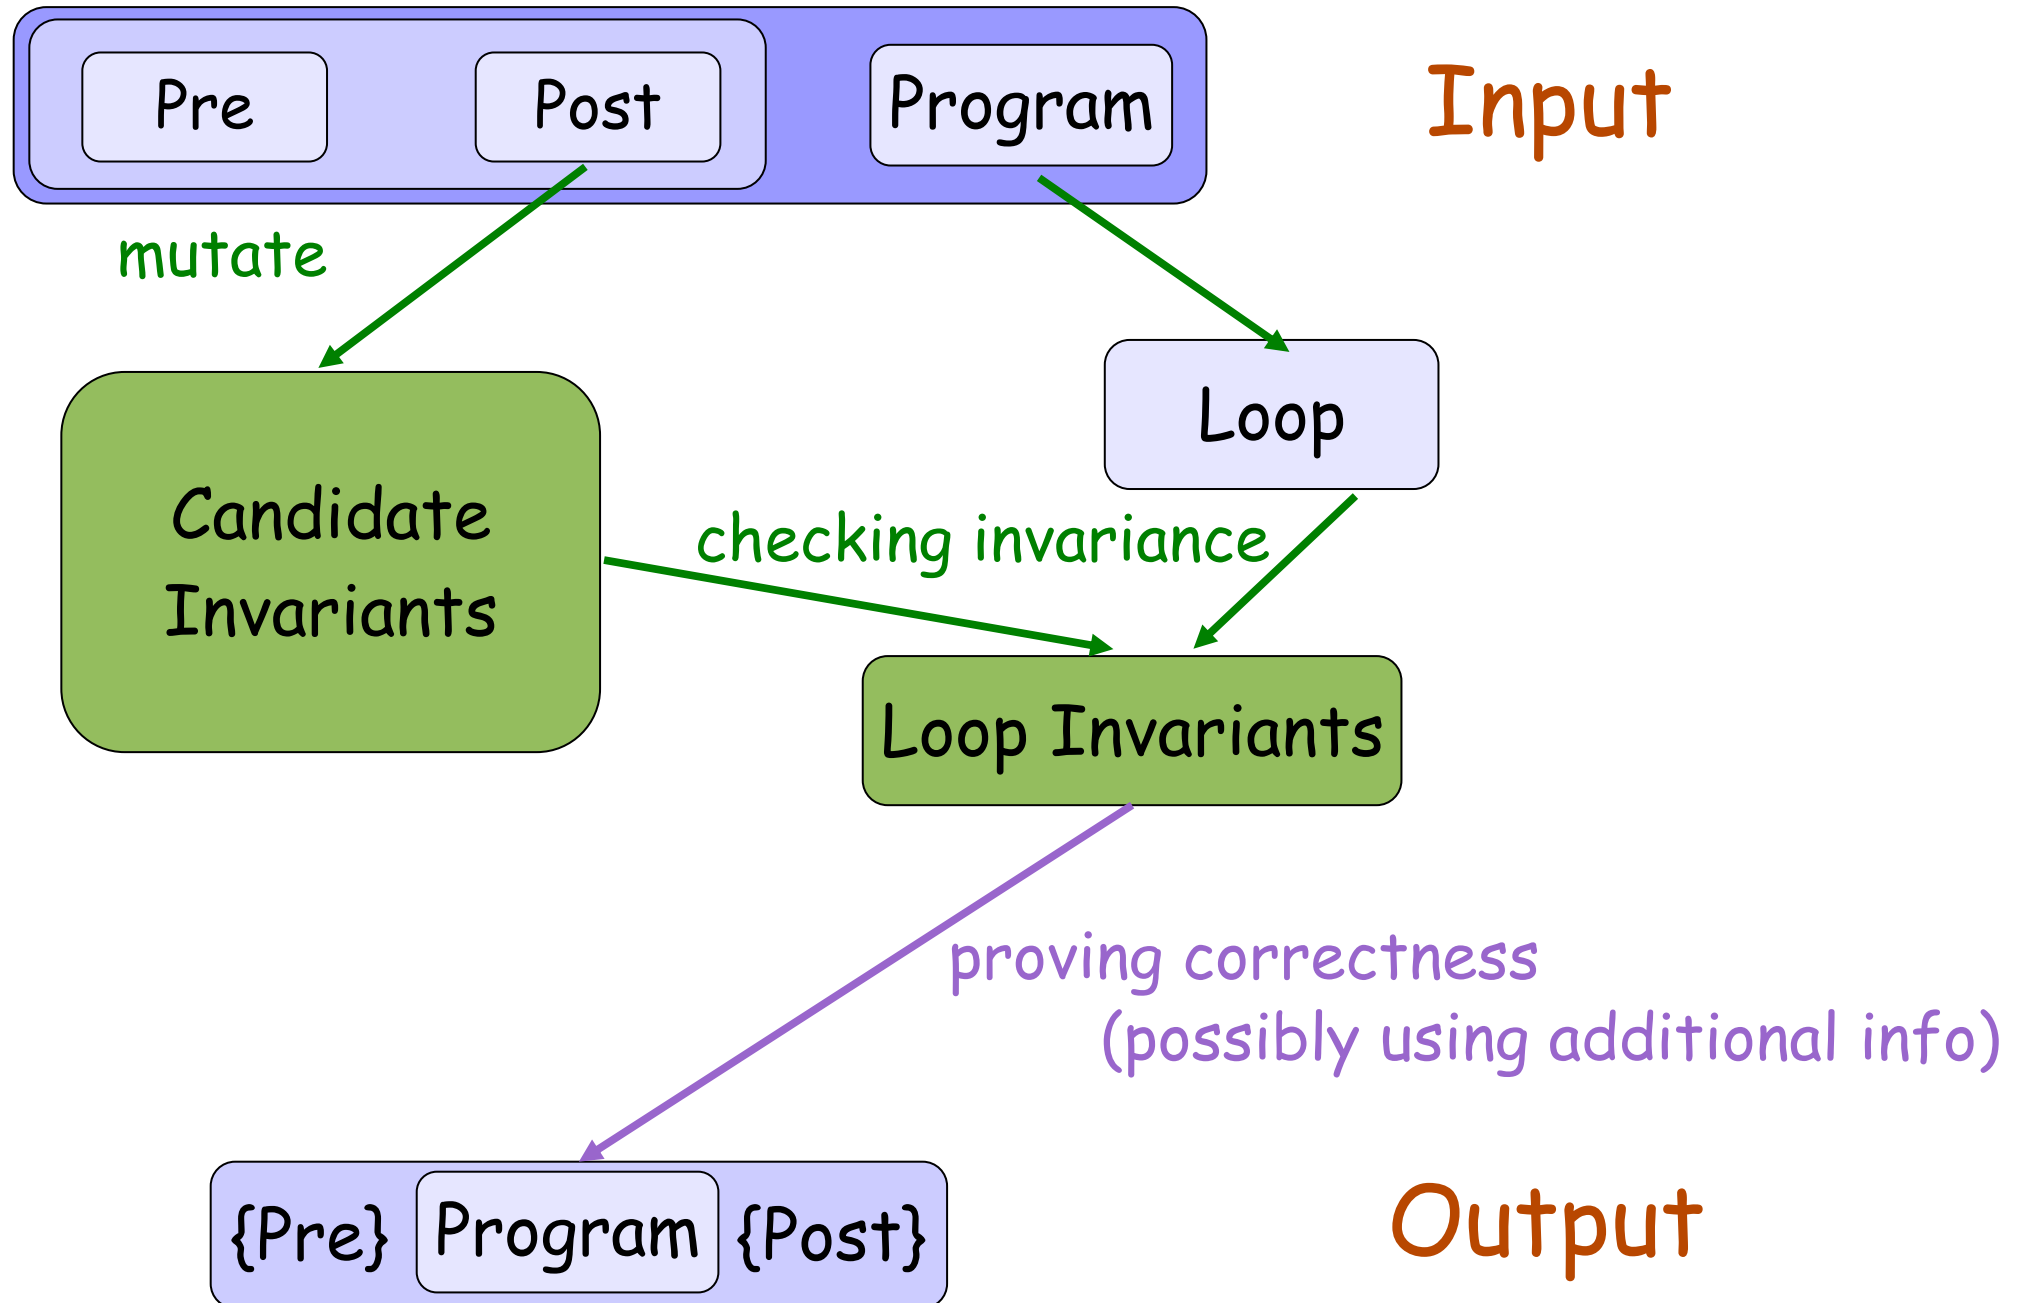 Pre Post Program Input
mutate
Loop
Candidate
Invariants
checking invariance
Loop Invariants
proving correctness
(possibly using additional info)
{Pre} Program {Post} Output